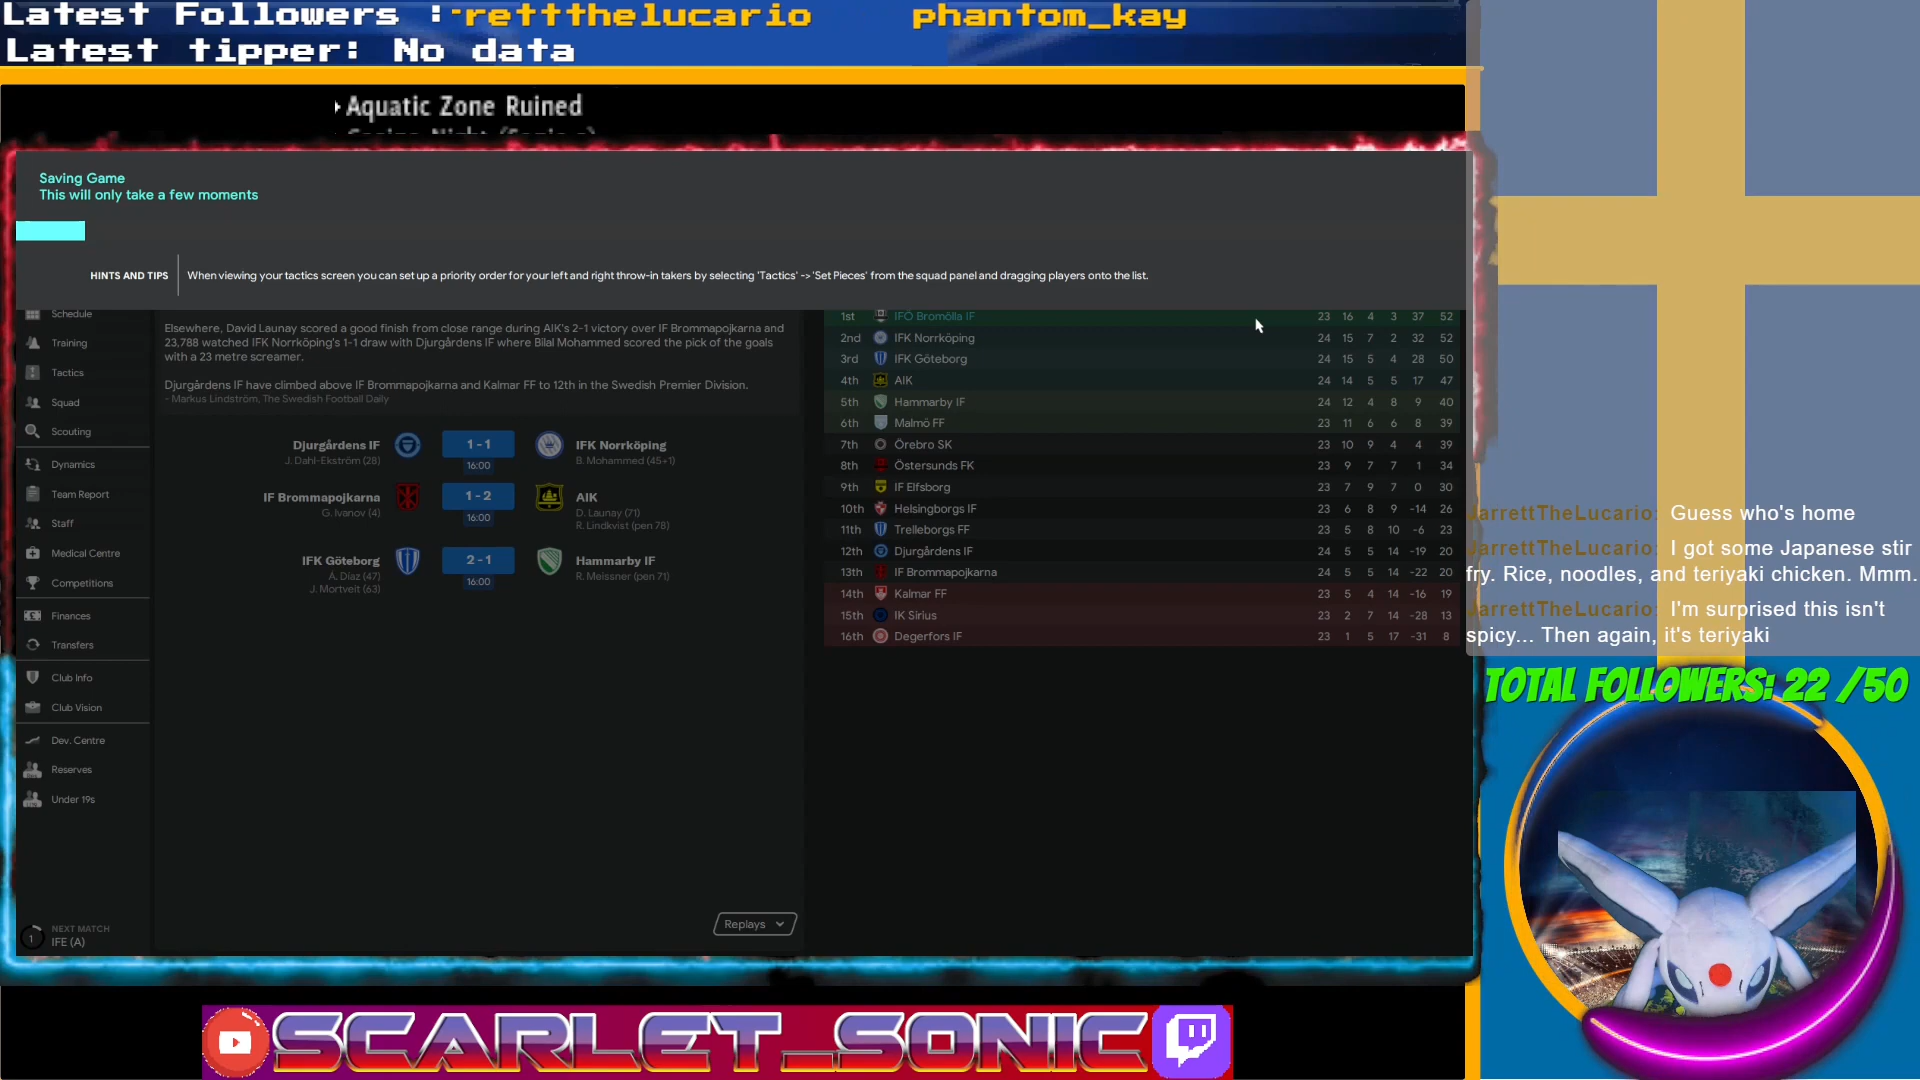 Latest Followers : rettthelucario phantom_kay
Latest tipper: No data
Aquatic Zone Ruined
Saving Game
This will only take a few moments
HINTS AND TIPS When viewing your tactics screen you can set up a priority order for your left and right throw-in takers by selecting 'Tactics' -> 'Set Pieces' from the squad panel and dragging players onto the list.
Schedule
Training
Tactics
Squad
Scouting
Dynamics
Team Report
Staff
Medical Centre
Competitions
Finances
Transfers
Club Info
Club Vision
Dev. Centre
Reserves
Under 19s
1 NEXT MATCH
IFE (A)
Elsewhere, David Launay scored a good finish from close range during AIK's 2-1 victory over IF Brommapojkarna and
23,788 watched IFK Norrköping's 1-1 draw with Djurgårdens IF where Bilal Mohammed scored the pick of the goals
with a 23 metre screamer.
Djurgårdens IF have climbed above IF Brommapojkarna and Kalmar FF to 12th in the Swedish Premier Division.
- Markus Lindström, The Swedish Football Daily
Djurgårdens IF 1 - 1 IFK Norrköping
J. Dahl-Ekström (28) 16:00 B. Mohammed (45+1)
IF Brommapojkarna 1 - 2 AIK
G. Ivanov (4) 16:00 D. Launay (71)
R. Lindkvist (pen 78)
IFK Göteborg 2 - 1 Hammarby IF
Á. Díaz (47) 16:00 R. Meissner (pen 71)
J. Mortveit (63)
Replays
1st IFÖ Bromölla IF 23 16 4 3 37 52
2nd IFK Norrköping 24 15 7 2 32 52
3rd IFK Göteborg 24 15 5 4 28 50
4th AIK 24 14 5 5 17 47
5th Hammarby IF 24 12 4 8 9 40
6th Malmö FF 23 11 6 6 8 39
7th Örebro SK 23 10 9 4 4 39
8th Östersunds FK 23 9 7 7 1 34
9th IF Elfsborg 23 7 9 7 0 30
10th Helsingborgs IF 23 6 8 9 -14 26
11th Trelleborgs FF 23 5 8 10 -6 23
12th Djurgårdens IF 24 5 5 14 -19 20
13th IF Brommapojkarna 24 5 5 14 -22 20
14th Kalmar FF 23 5 4 14 -16 19
15th IK Sirius 23 2 7 14 -28 13
16th Degerfors IF 23 1 5 17 -31 8
JarrettTheLucario: Guess who's home
JarrettTheLucario: I got some Japanese stir
fry. Rice, noodles, and teriyaki chicken. Mmm.
JarrettTheLucario: I'm surprised this isn't
spicy... Then again, it's teriyaki
TOTAL FOLLOWERS: 22 /50
SCARLET_SONIC